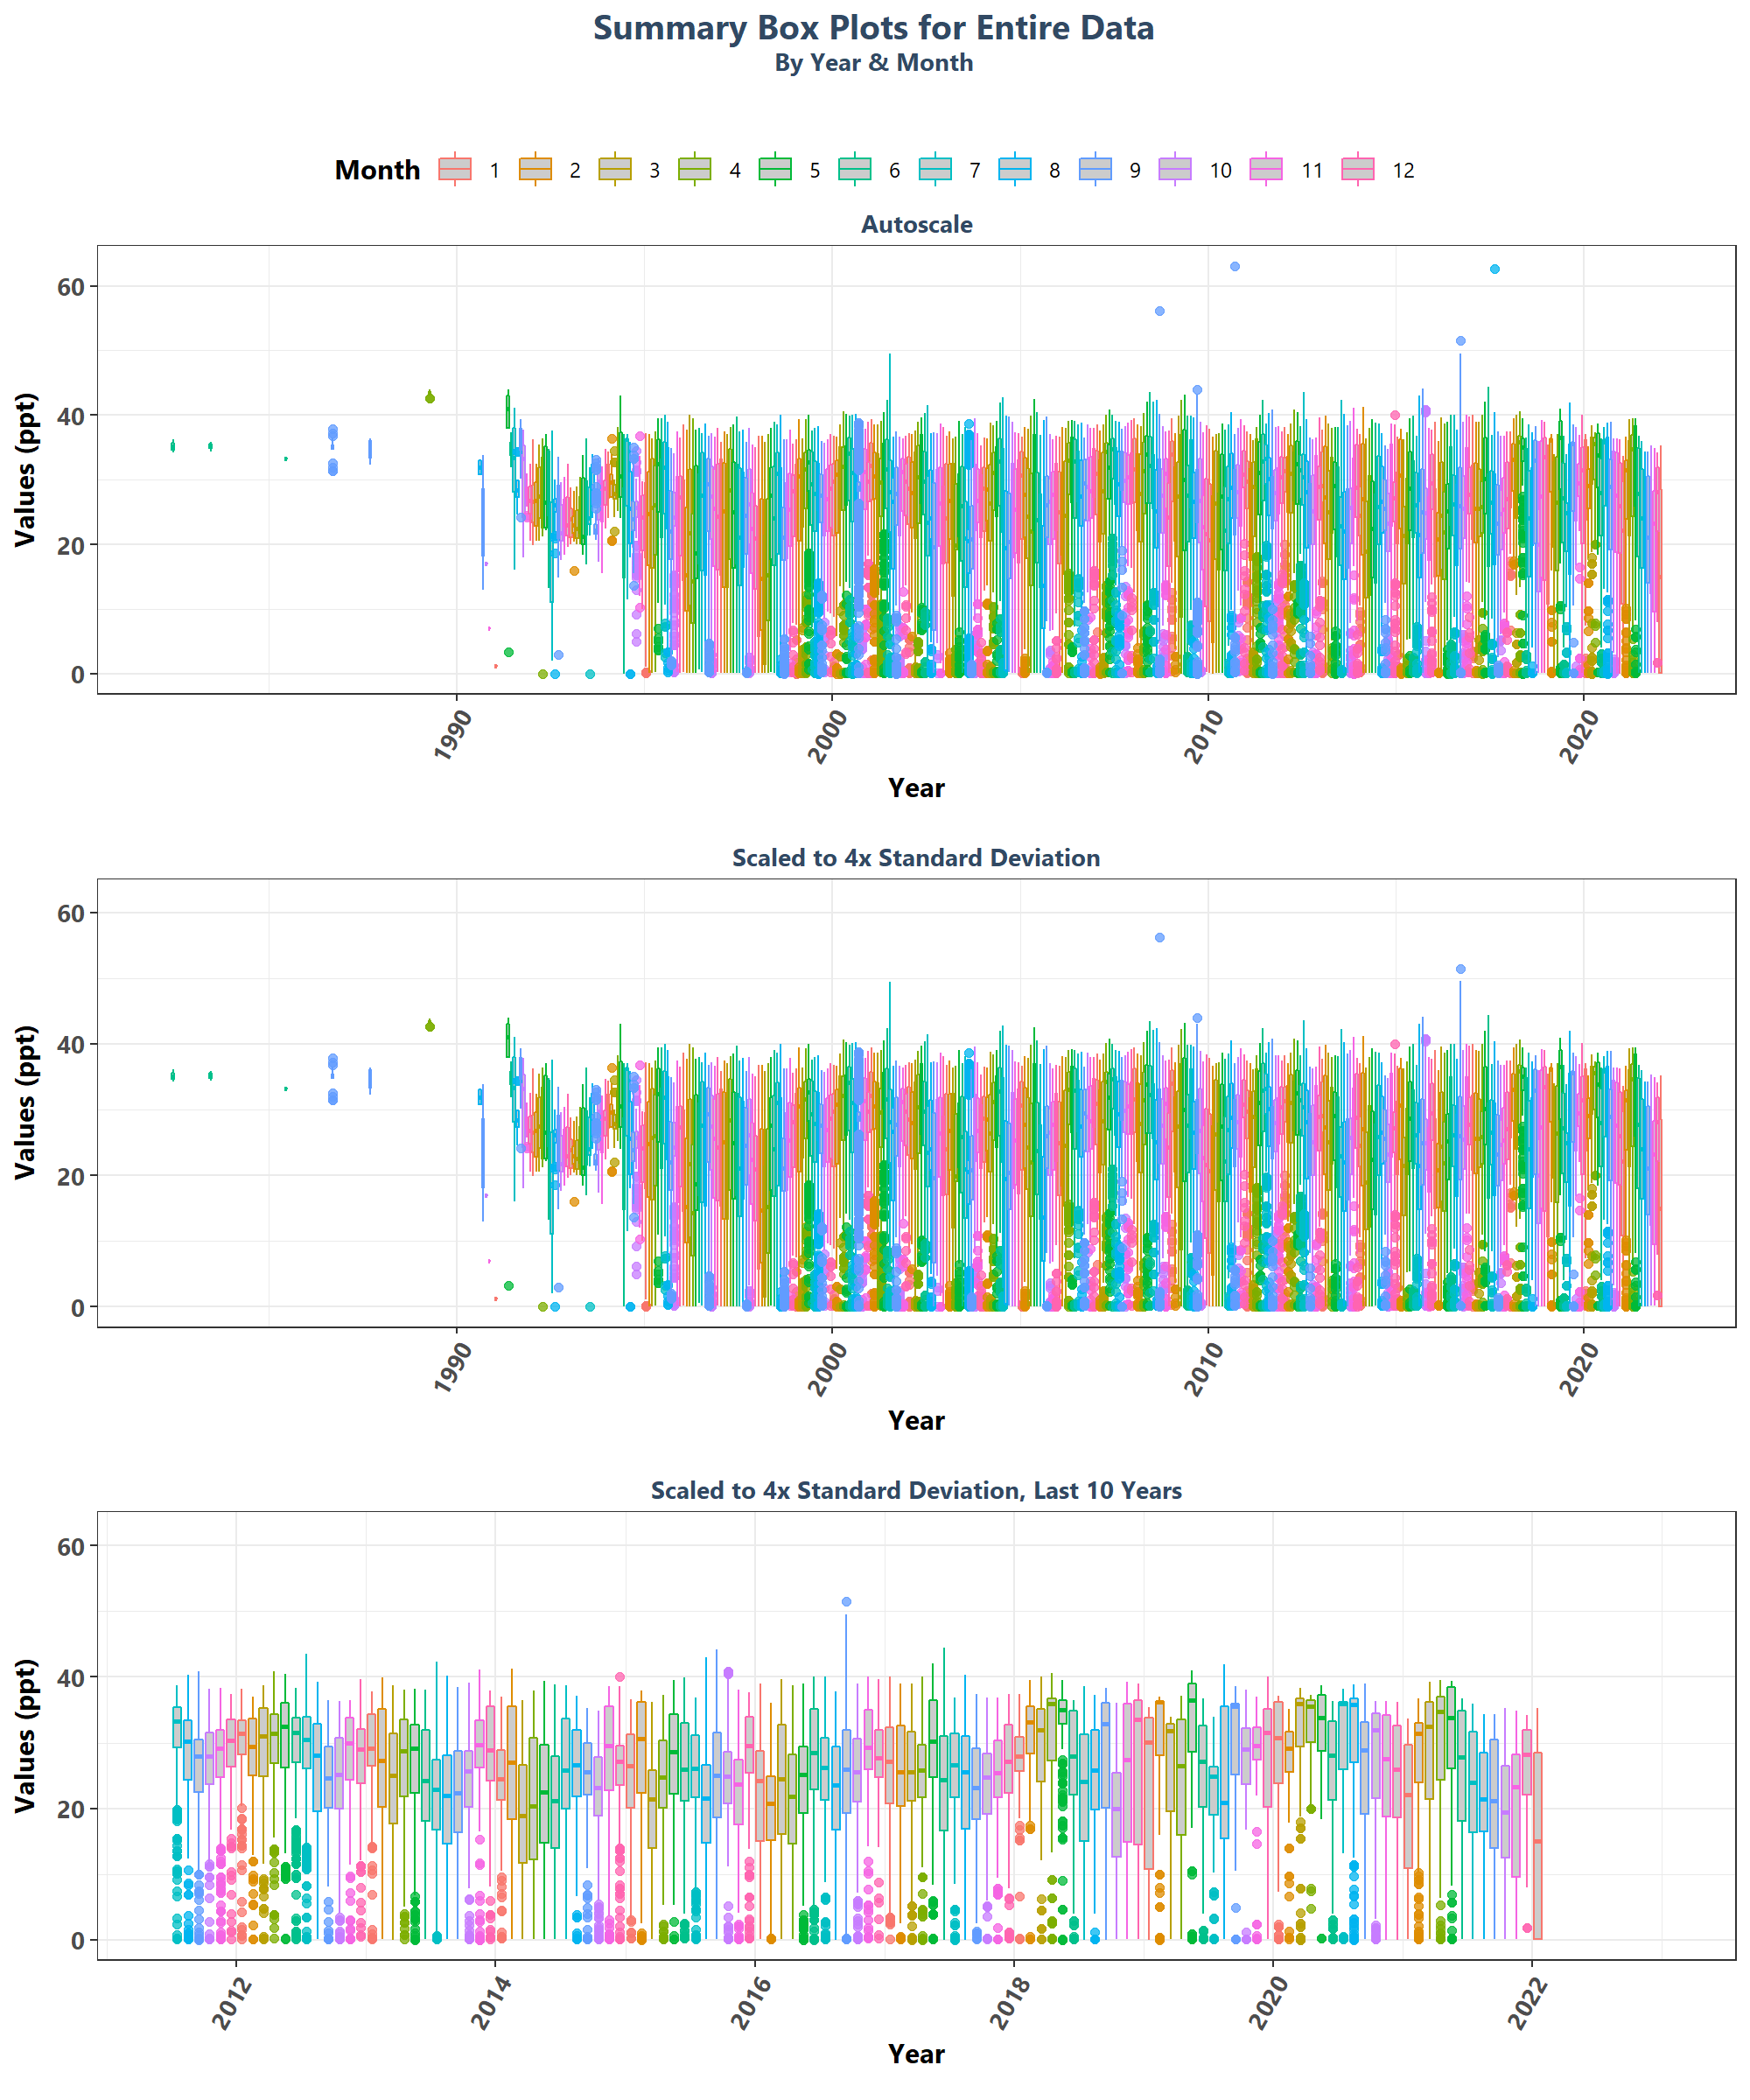 Summary Box Plots for Entire Data
By Year & Month
Month 1 2 3 4 5 6 7 8 9 10 11 12
Autoscale
Values (ppt)
60
40
20
0
1990 2000 2010 2020
Year
Scaled to 4x Standard Deviation
Values (ppt)
60
40
20
0
1990 2000 2010 2020
Year
Scaled to 4x Standard Deviation, Last 10 Years
Values (ppt)
60
40
20
0
2012 2014 2016 2018 2020 2022
Year